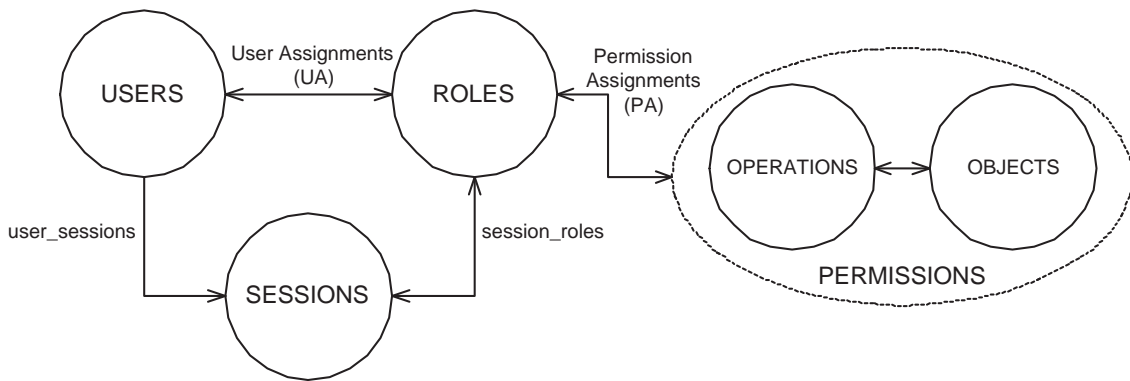 User Assignments
(UA)
Permission
Assignments
(PA)
USERS
ROLES
OPERATIONS
OBJECTS
user_sessions
session_roles
PERMISSIONS
SESSIONS